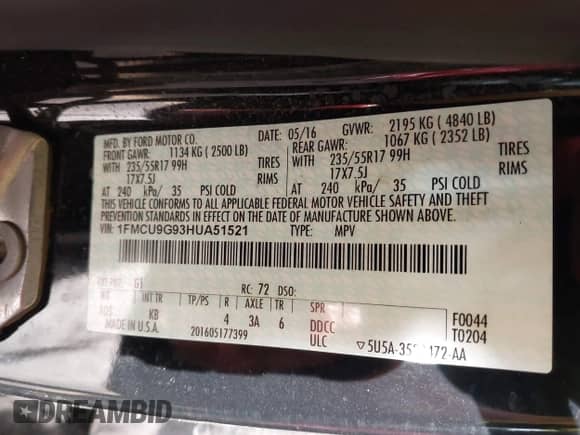 MFD. BY FORD MOTOR CO.
DATE: 05/16 GVWR: 2195 KG ( 4840 LB)
FRONT GAWR: 1134 KG ( 2500 LB) REAR GAWR: 1067 KG ( 2352 LB)
WITH 235/55R17 99H TIRES WITH 235/55R17 99H TIRES
17X7.5J RIMS 17X7.5J RIMS
AT 240 kPa/ 35 PSI COLD AT 240 kPa/ 35 PSI COLD
THIS VEHICLE CONFORMS TO ALL APPLICABLE FEDERAL MOTOR VEHICLE SAFETY AND THEFT
PREVENTION STANDARDS IN EFFECT ON THE DATE OF MANUFACTURE SHOWN ABOVE.
VIN: 1FMCU9G93HUA51521 TYPE: MPV
G1 RC: 72 DSO:
INT TR TP/PS R AXLE TR SPR F0044
KB 4 3A 6 DDCC T0204
MADE IN U.S.A. 201605177399 ULC
DREAMBID